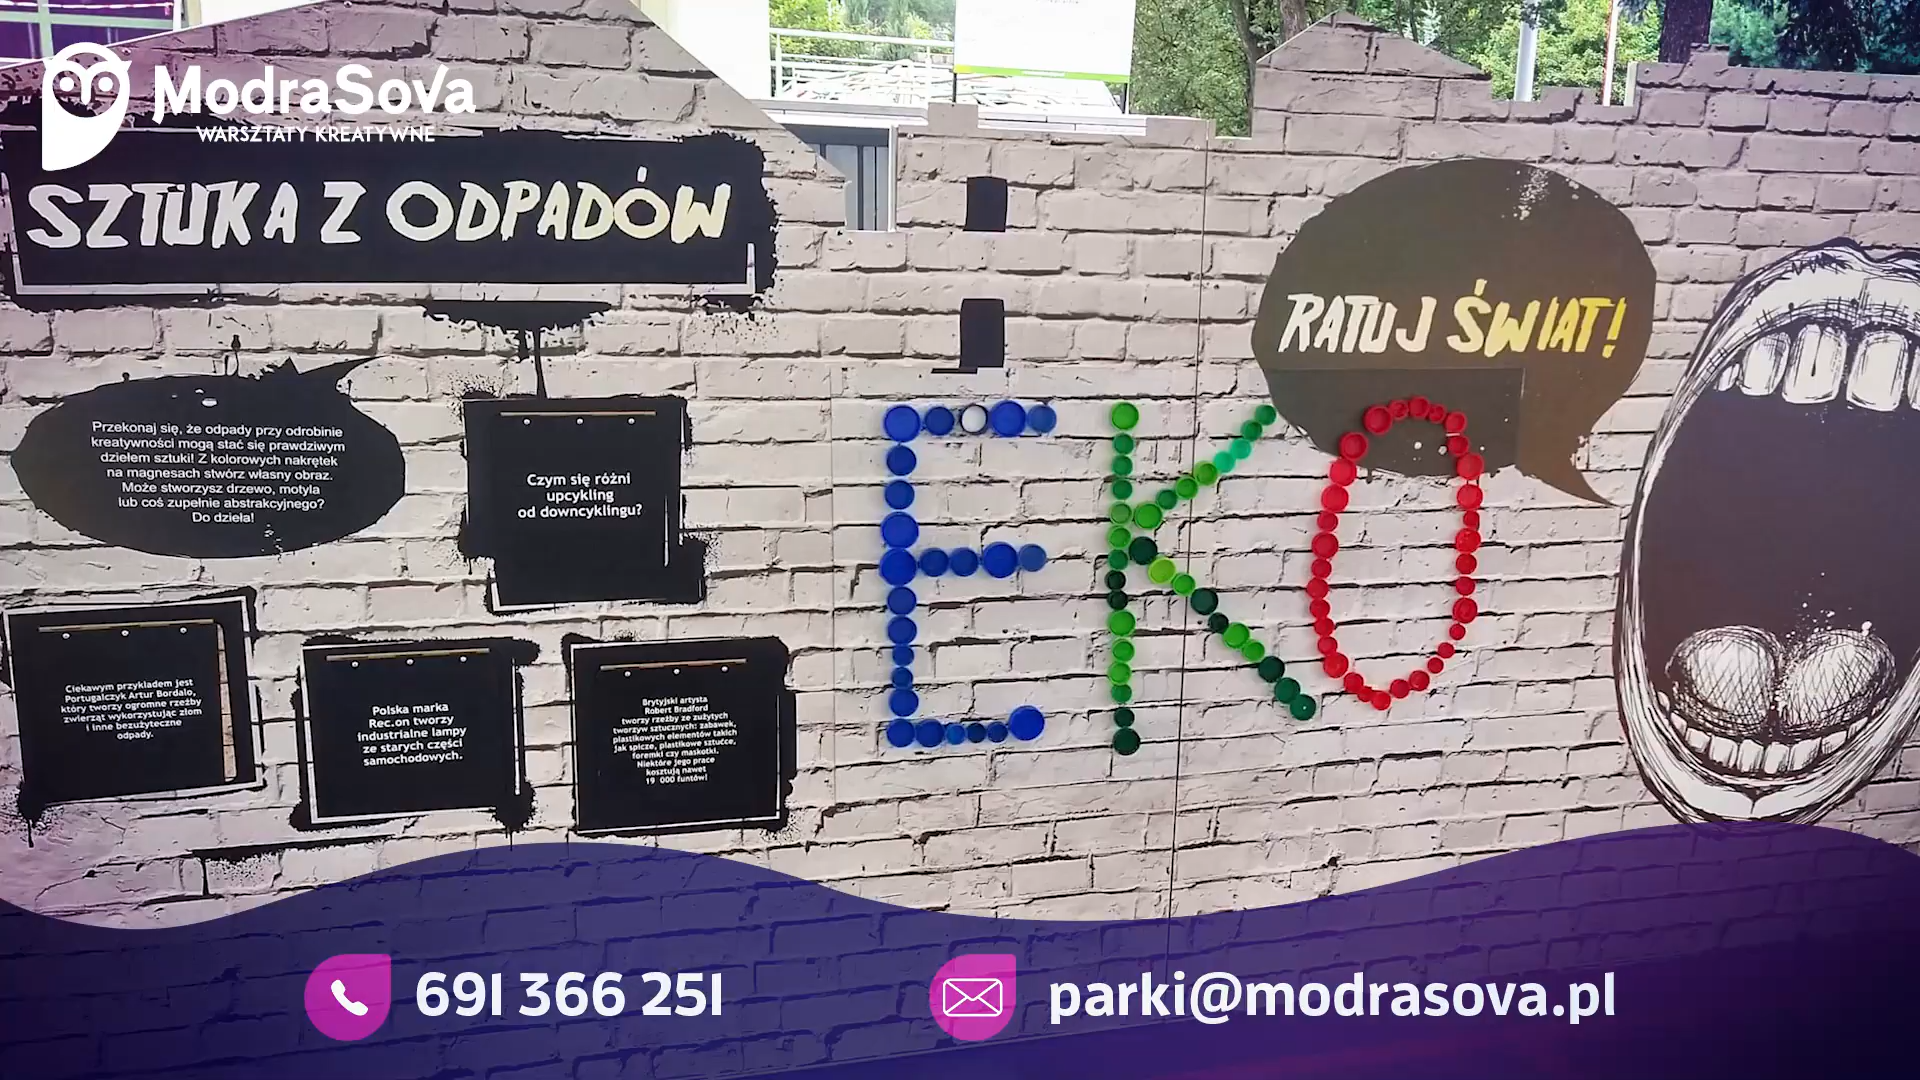 ModraSova
WARSZTATY KREATYWNE
SZTUKA Z ODPADÓW
RATUJ ŚWIAT!
Przekonaj się, że odpady przy odrobinie
kreatywności mogą stać się prawdziwym
dziełem sztuki! Z kolorowych nakrętek
na magnesach stwórz własny obraz.
Może stworzysz drzewo, motyla
lub coś zupełnie abstrakcyjnego?
Do dzieła!
Czym się różni
upcykling
od downcyklingu?
EKO
Ciekawym przykładem jest
Portugalczyk Artur Bordalo,
który tworzy ogromne rzeźby
zwierząt wykorzystując złom
i inne bezużyteczne
odpady.
Polska marka
Rec.on tworzy
industrialne lampy
ze starych części
samochodowych.
Brytyjski artysta
Robert Bradford
tworzy rzeźby ze zużytych
tworzyw sztucznych: zabawek,
plastikowych elementów takich
jak spicze, plastikowe sztućce,
foremki czy maskotki.
Niektóre jego prace
kosztują nawet
19 000 funtów!
691 366 251
parki@modrasova.pl